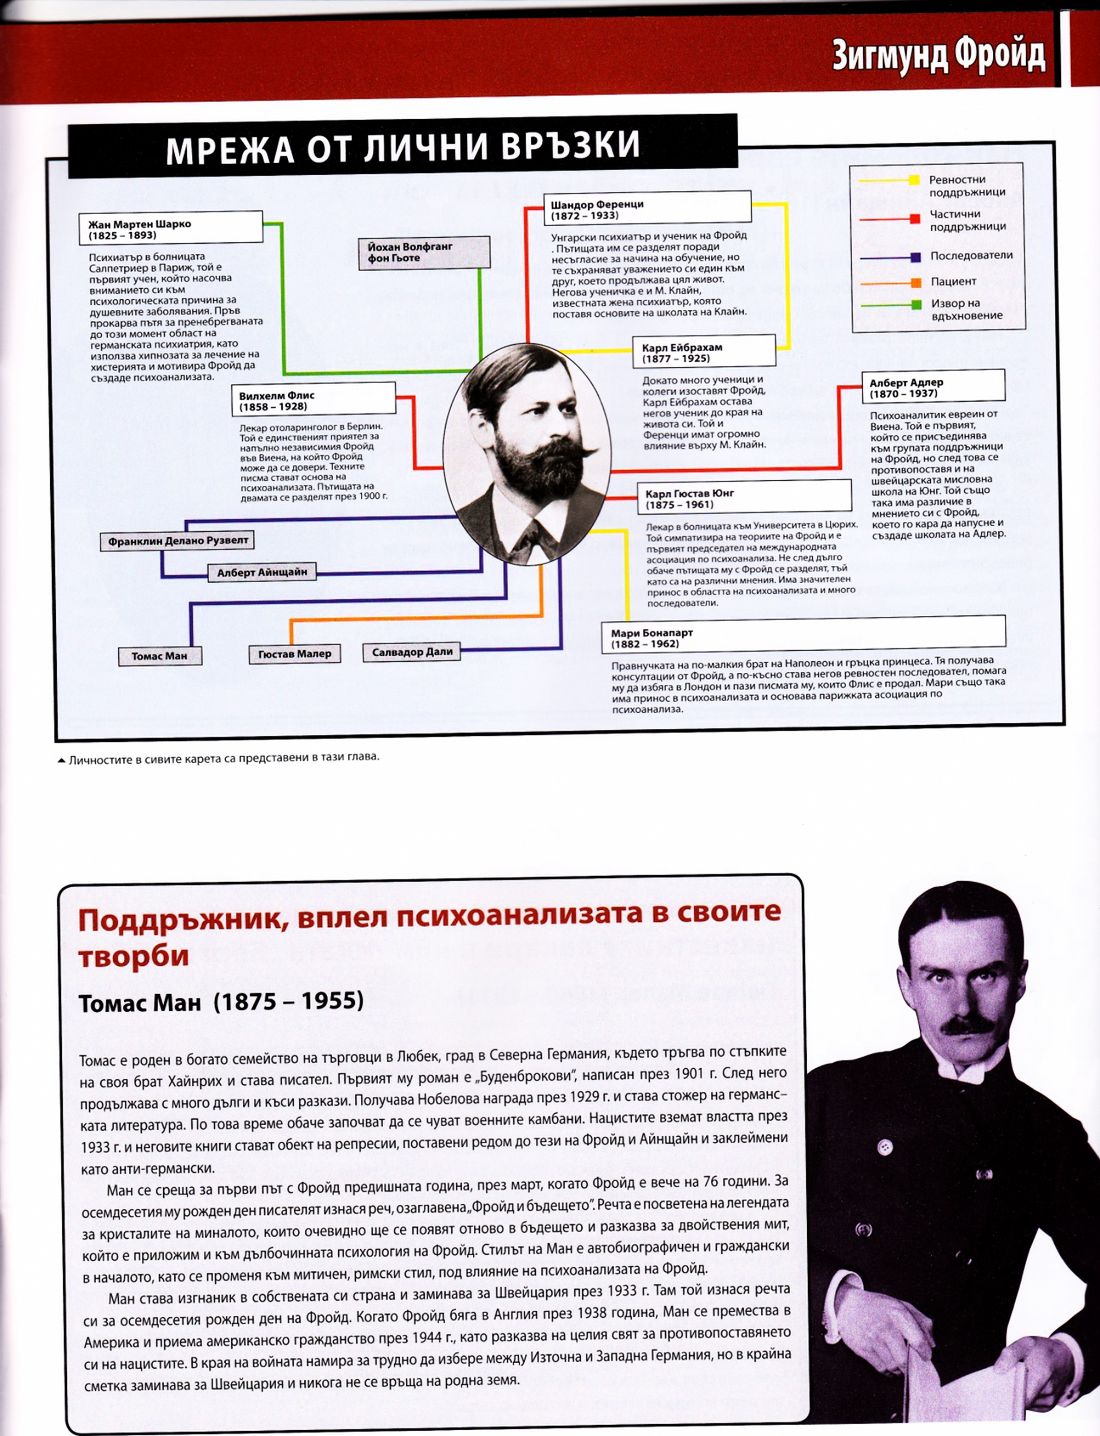 Зигмунд Фройд
МРЕЖА ОТ ЛИЧНИ ВРЪЗКИ
Жан Мартен Шарко
(1825 – 1893)
Психиатър в болницата
Салпетриер в Париж, той е
първият учен, който насочва
вниманието си към
психологическата причина за
душевните заболявания. Пръв
прокарва пътя за пренебрегваната
до този момент област на
германската психиатрия, като
използва хипнозата за лечение на
хистерията и мотивира Фройд да
създаде психоанализата.
Йохан Волфганг
фон Гьоте
Шандор Ференци
(1872 – 1933)
Унгарски психиатър и ученик на Фройд
. Пътищата им се разделят поради
несъгласие за начина на обучение, но
те съхраняват уважението си един към
друг, което продължава цял живот.
Негова ученичка е и М. Клайн,
известната жена психиатър, която
поставя основите на школата на Клайн.
Ревностни
поддръжници
Частични
поддръжници
Последователи
Пациент
Извор на
вдъхновение
Карл Ейбрахам
(1877 – 1925)
Докато много ученици и
колеги изоставят Фройд,
Карл Ейбрахам остава
негов ученик до края на
живота си. Той и
Ференци имат огромно
влияние върху М. Клайн.
Вилхелм Флис
(1858 – 1928)
Лекар отоларинголог в Берлин.
Той е единственият приятел за
напълно независимия Фройд
във Виена, на който Фройд
може да се довери. Техните
писма стават основа на
психоанализата. Пътищата на
двамата се разделят през 1900 г.
Алберт Адлер
(1870 – 1937)
Психоаналитик евреин от
Виена. Той е първият,
който се присъединява
към групата поддръжници
на Фройд, но след това се
противопоставя и на
швейцарската мисловна
школа на Юнг. Той също
така има различие в
мнението си с Фройд,
което го кара да напусне и
създаде школата на Адлер.
Карл Гюстав Юнг
(1875 – 1961)
Лекар в болницата към Университета в Цюрих.
Той симпатизира на теориите на Фройд и е
първият председател на международната
асоциация по психоанализа. Не след дълго
обаче пътищата му с Фройд се разделят, тъй
като са на различни мнения. Има значителен
принос в областта на психоанализата и много
последователи.
Франклин Делано Рузвелт
Алберт Айнщайн
Томас Ман
Гюстав Малер
Салвадор Дали
Мари Бонапарт
(1882 – 1962)
Правнучката на по-малкия брат на Наполеон и гръцка принцеса. Тя получава
консултации от Фройд, а по-късно става негов ревностен последовател, помага
му да избяга в Лондон и пази писмата му, които Флис е продал. Мари също така
има принос в психоанализата и основава парижката асоциация по
психоанализа.
Личностите в сивите карета са представени в тази глава.
Поддръжник, вплел психоанализата в своите
творби
Томас Ман (1875 – 1955)
Томас е роден в богато семейство на търговци в Любек, град в Северна Германия, където тръгва по стъпките
на своя брат Хайнрих и става писател. Първият му роман е „Буденброкови”, написан през 1901 г. След него
продължава с много дълги и къси разкази. Получава Нобелова награда през 1929 г. и става стожер на германс-
ката литература. По това време обаче започват да се чуват военните камбани. Нацистите вземат властта през
1933 г. и неговите книги стават обект на репресии, поставени редом до тези на Фройд и Айнщайн и заклеймени
като анти-германски.
Ман се среща за първи път с Фройд предишната година, през март, когато Фройд е вече на 76 години. За
осемдесетия му рожден ден писателят изнася реч, озаглавена „Фройд и бъдещето”. Речта е посветена на легендата
за кристалите на миналото, които очевидно ще се появят отново в бъдещето и разказва за двойствения мит,
който е приложим и към дълбочинната психология на Фройд. Стилът на Ман е автобиографичен и граждански
в началото, като се променя към митичен, римски стил, под влияние на психоанализата на Фройд.
Ман става изгнаник в собствената си страна и заминава за Швейцария през 1933 г. Там той изнася речта
си за осемдесетия рожден ден на Фройд. Когато Фройд бяга в Англия през 1938 година, Ман се премества в
Америка и приема американско гражданство през 1944 г., като разказва на целия свят за противопоставянето
си на нацистите. В края на войната намира за трудно да избере между Източна и Западна Германия, но в крайна
сметка заминава за Швейцария и никога не се връща на родна земя.